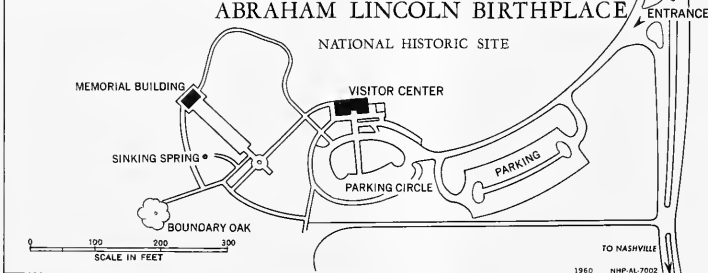 ABRAHAM LINCOLN BIRTHPLACE
NATIONAL HISTORIC SITE
ENTRANCE
MEMORIAL BUILDING
VISITOR CENTER
SINKING SPRING
PARKING
PARKING CIRCLE
BOUNDARY OAK
0 100 200 300
SCALE IN FEET
TO NASHVILLE
1960 NHP-AL-7002